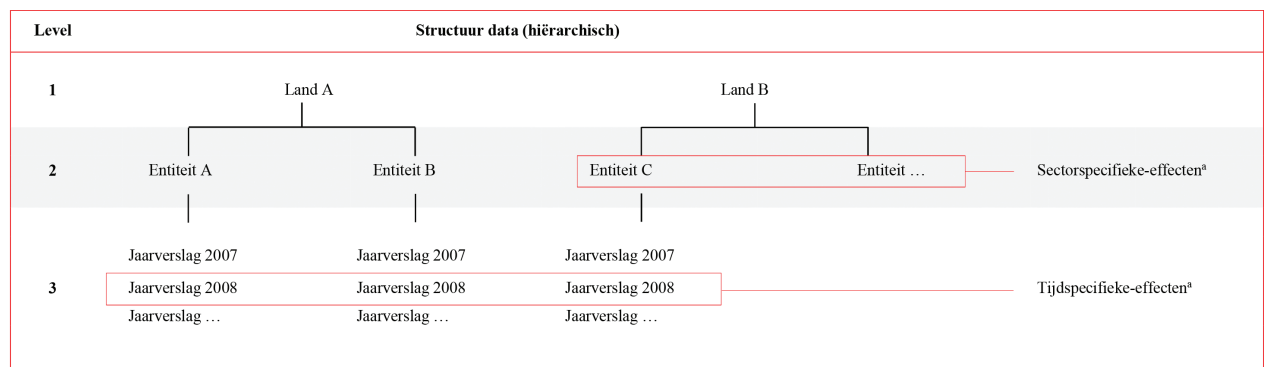 Level Structuur data (hiërarchisch)
1 Land A Land B
2 Entiteit A Entiteit B Entiteit C Entiteit … Sectorspecifieke-effectenᵃ
Jaarverslag 2007 Jaarverslag 2007 Jaarverslag 2007
3 Jaarverslag 2008 Jaarverslag 2008 Jaarverslag 2008 Tijdspecifieke-effectenᵃ
Jaarverslag … Jaarverslag … Jaarverslag …